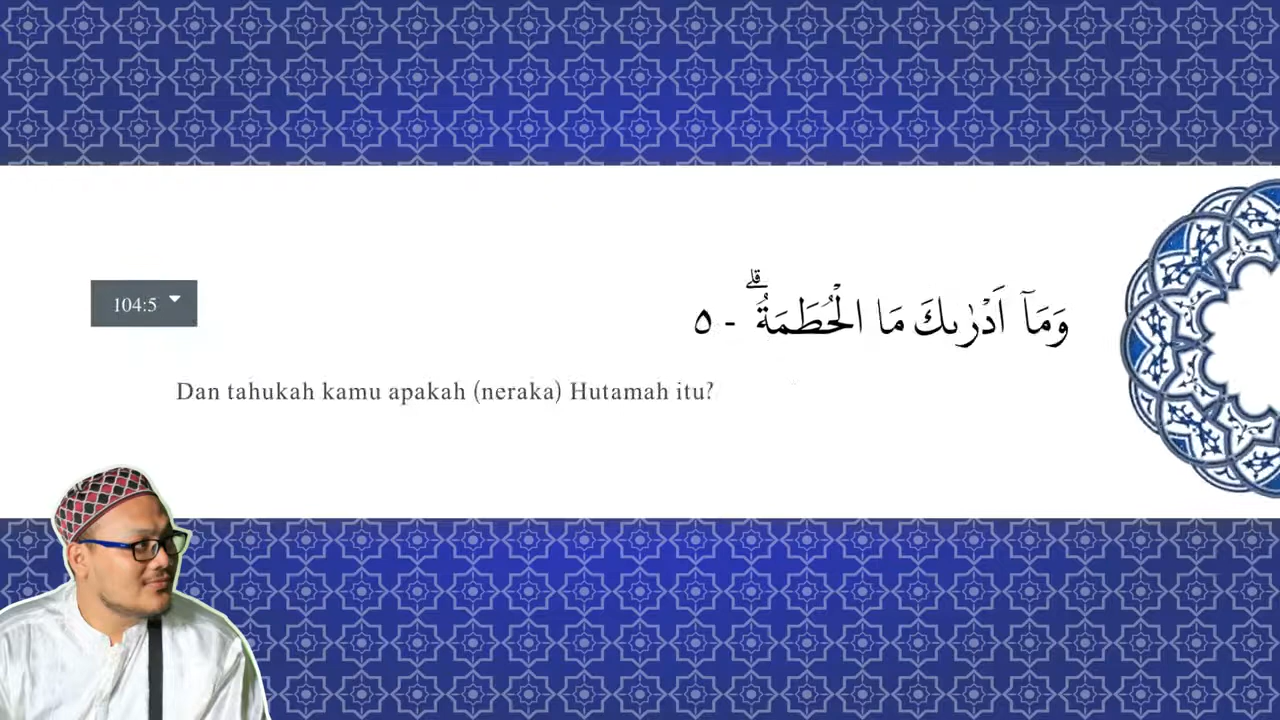 وَمَآ اَدْرٰىكَ مَا الْحُطَمَةُ ۗ - ٥
104:5
Dan tahukah kamu apakah (neraka) Hutamah itu?